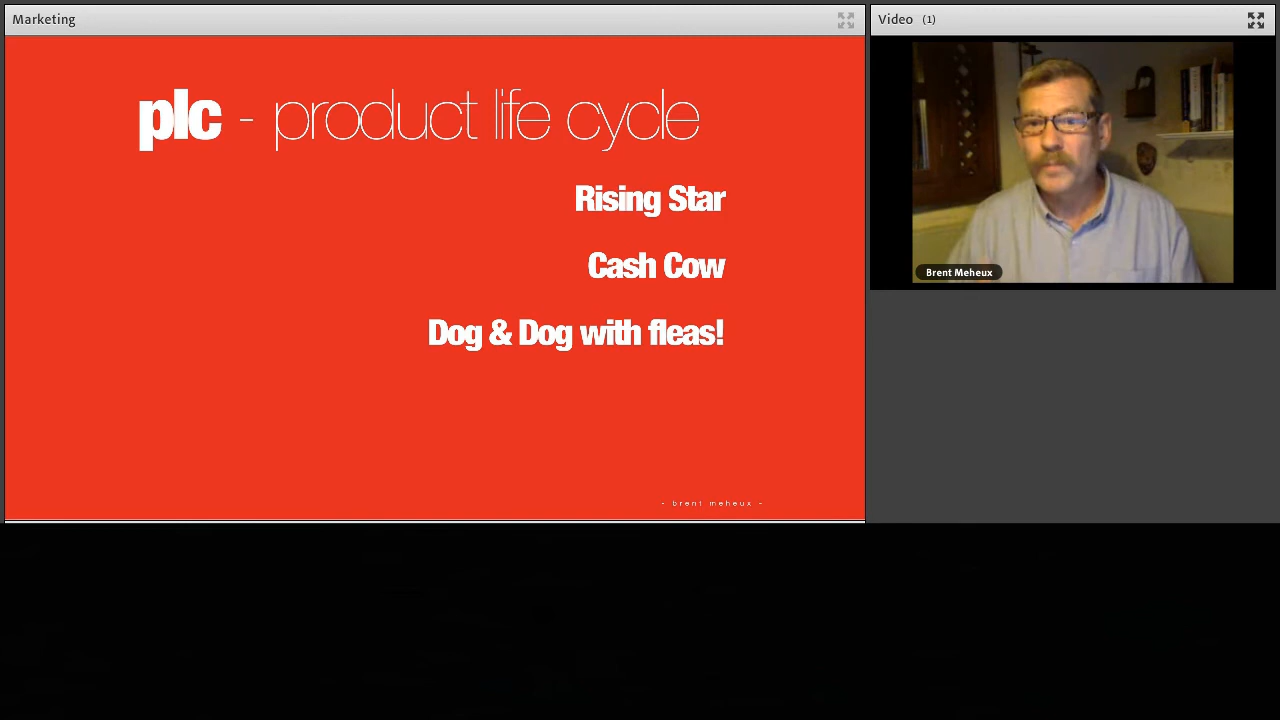 Marketing
Video (1)
plc - product life cycle
Rising Star
Cash Cow
Dog & Dog with fleas!
Brent Meheux
- brent meheux -